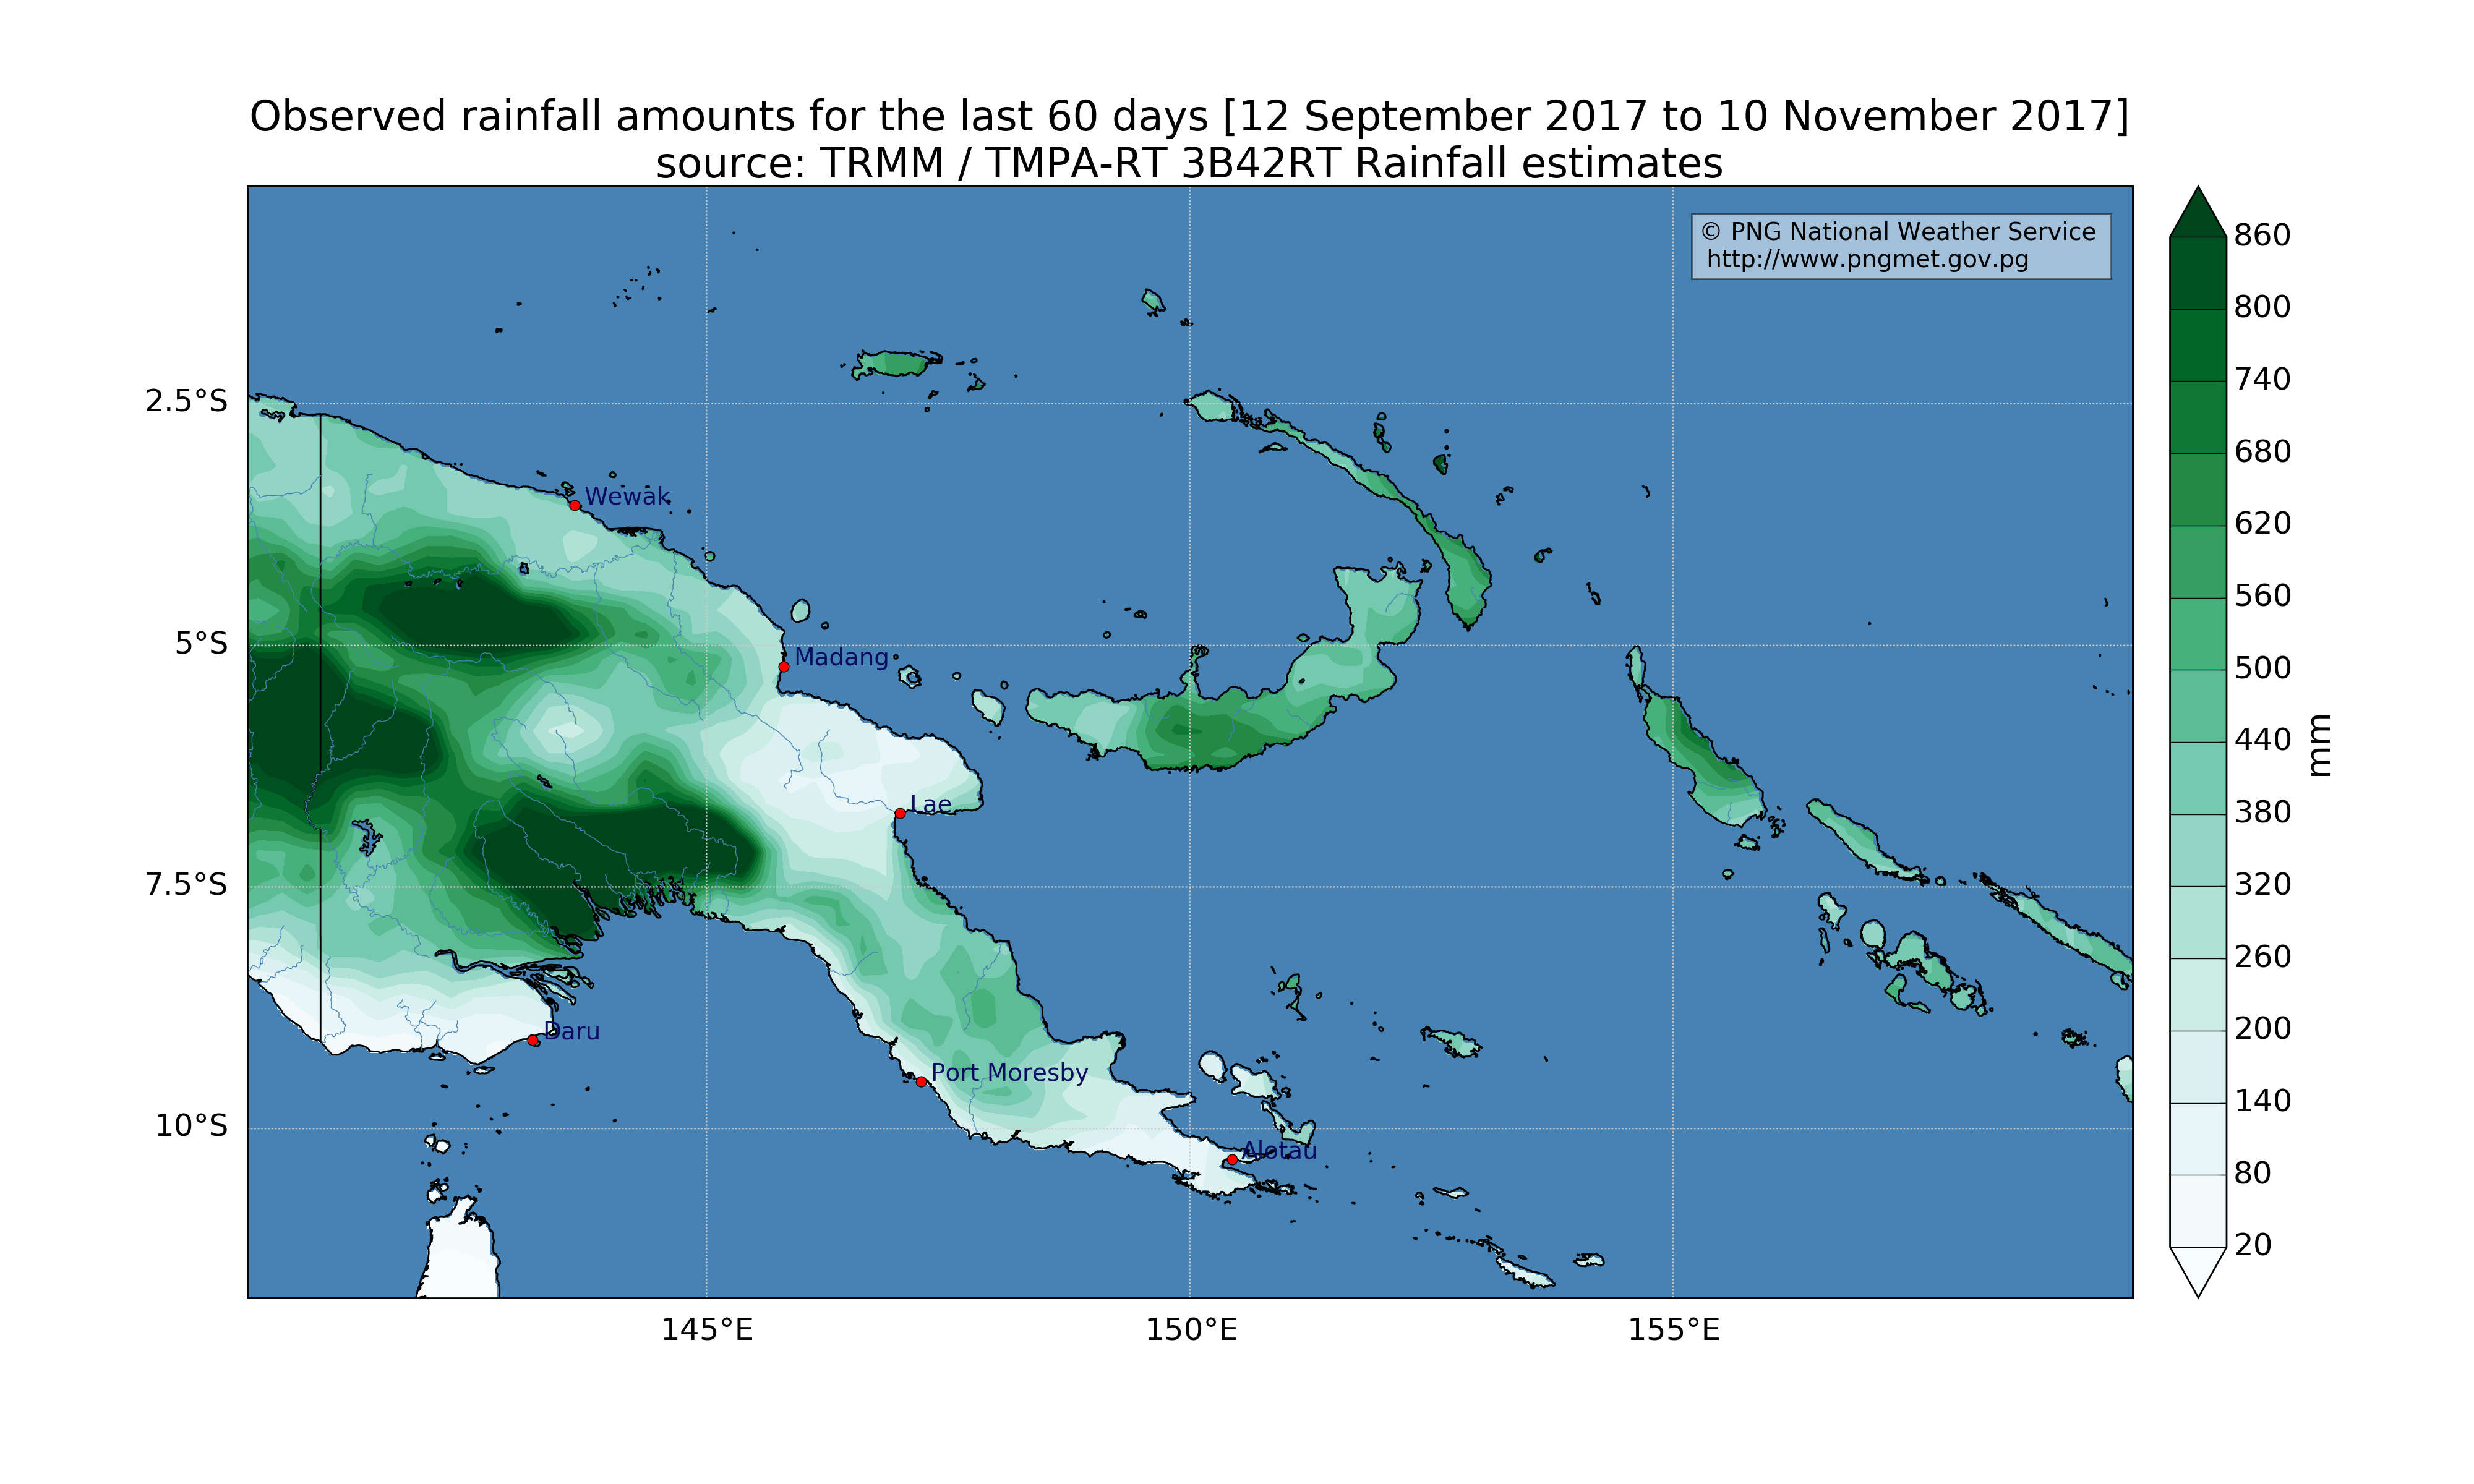 Observed rainfall amounts for the last 60 days [12 September 2017 to 10 November 2017]
source: TRMM / TMPA-RT 3B42RT Rainfall estimates
© PNG National Weather Service
http://www.pngmet.gov.pg
860
800
740
680
620
560
500
440
380
320
260
200
140
80
20
mm
2.5°S
5°S
7.5°S
10°S
Wewak
Madang
Lae
Daru
Port Moresby
Alotau
145°E
150°E
155°E